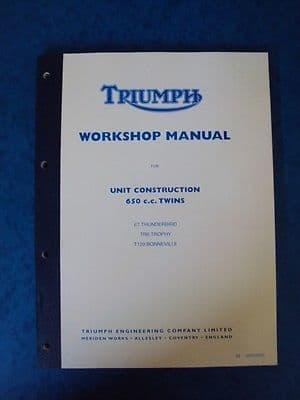 TRIUMPH
WORKSHOP MANUAL
FOR
UNIT CONSTRUCTION
650 c.c. TWINS
6T THUNDERBIRD
TR6 TROPHY
T120 BONNEVILLE
TRIUMPH ENGINEERING COMPANY LIMITED
MERIDEN WORKS • ALLESLEY • COVENTRY • ENGLAND